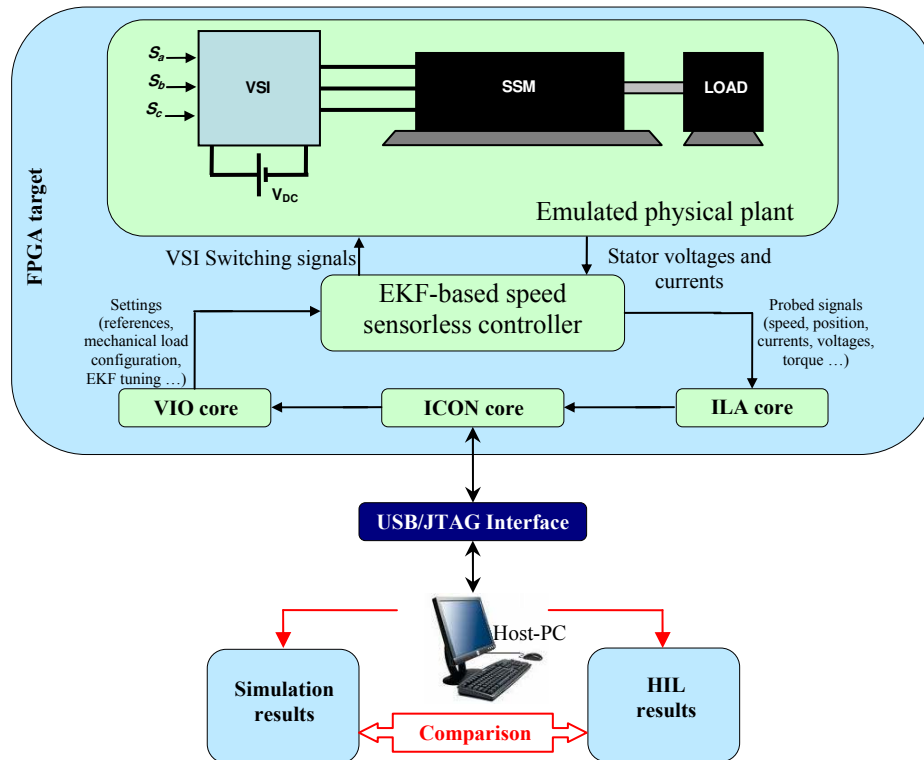 Sa
Sb
Sc
VSI
SSM
LOAD
VDC
Emulated physical plant
FPGA target
VSI Switching signals
Stator voltages and
currents
EKF-based speed
sensorless controller
Settings
(references,
mechanical load
configuration,
EKF tuning …)
Probed signals
(speed, position,
currents, voltages,
torque …)
VIO core
ICON core
ILA core
USB/JTAG Interface
Host-PC
Simulation
results
HIL
results
Comparison